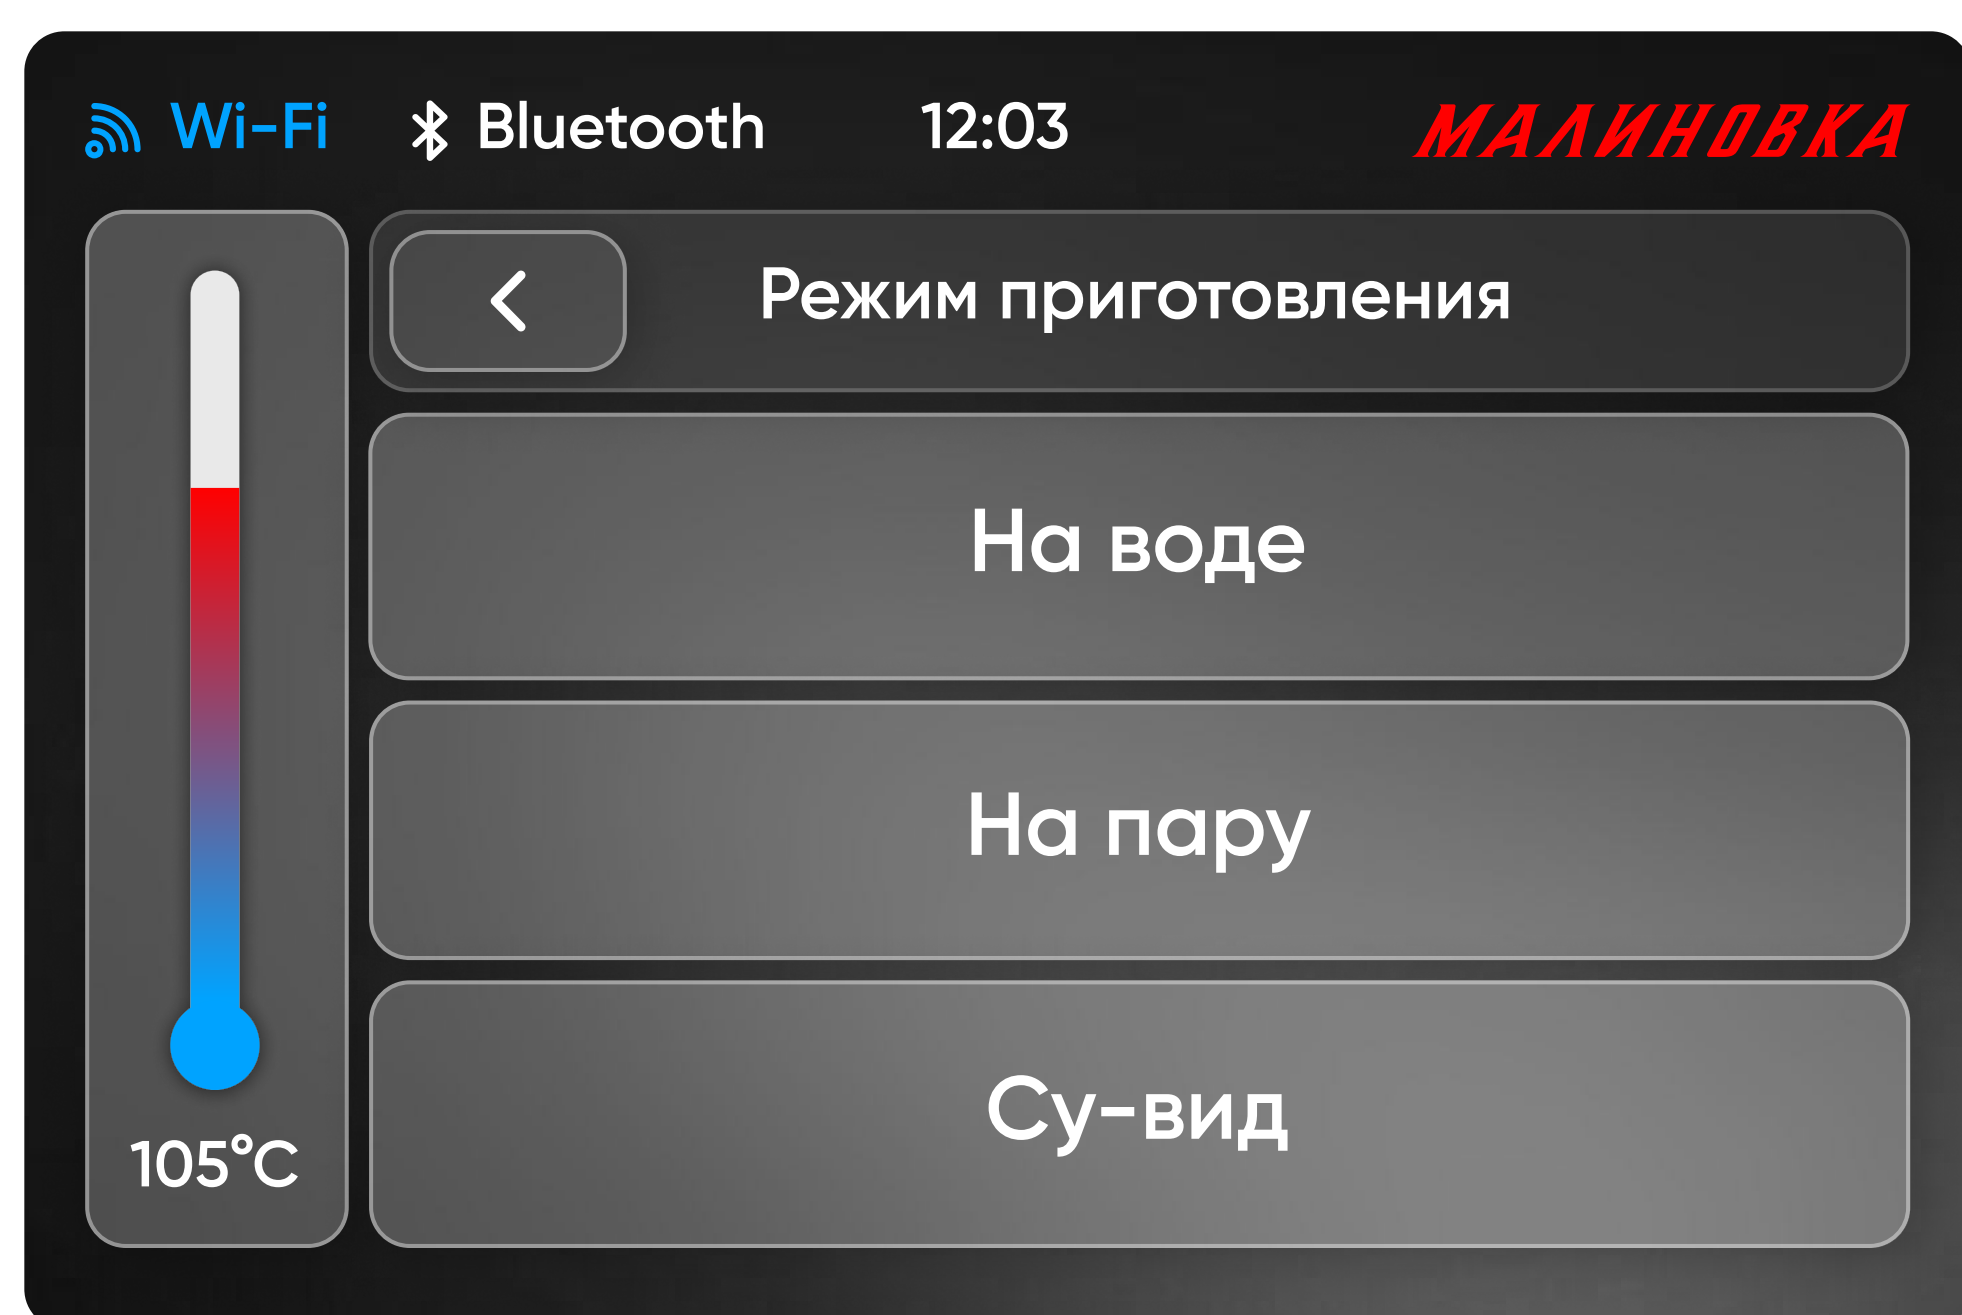 Wi-Fi Bluetooth 12:03 МАЛИНОВКА
Режим приготовления
На воде
На пару
Су-вид
105°C